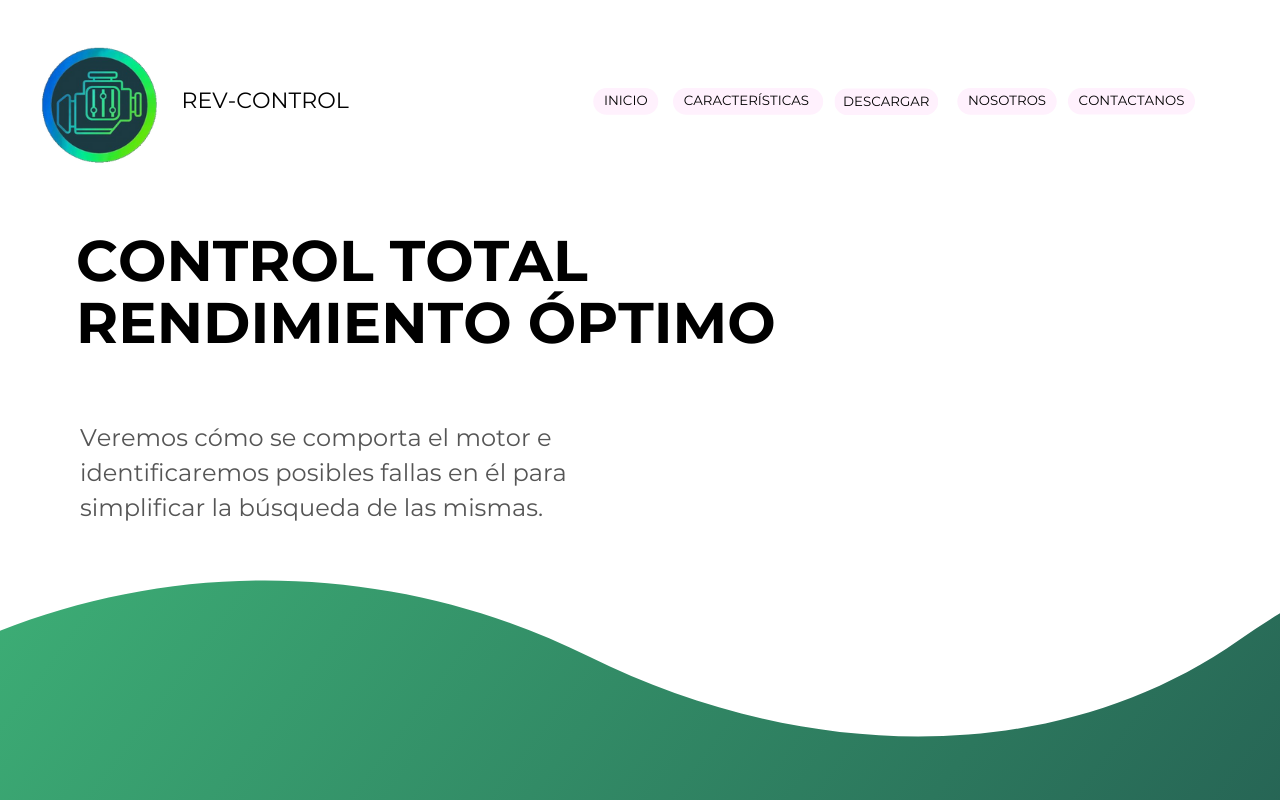 REV-CONTROL
INICIO
CARACTERÍSTICAS
DESCARGAR
NOSOTROS
CONTACTANOS
CONTROL TOTAL
RENDIMIENTO ÓPTIMO
Veremos cómo se comporta el motor e
identificaremos posibles fallas en él para
simplificar la búsqueda de las mismas.